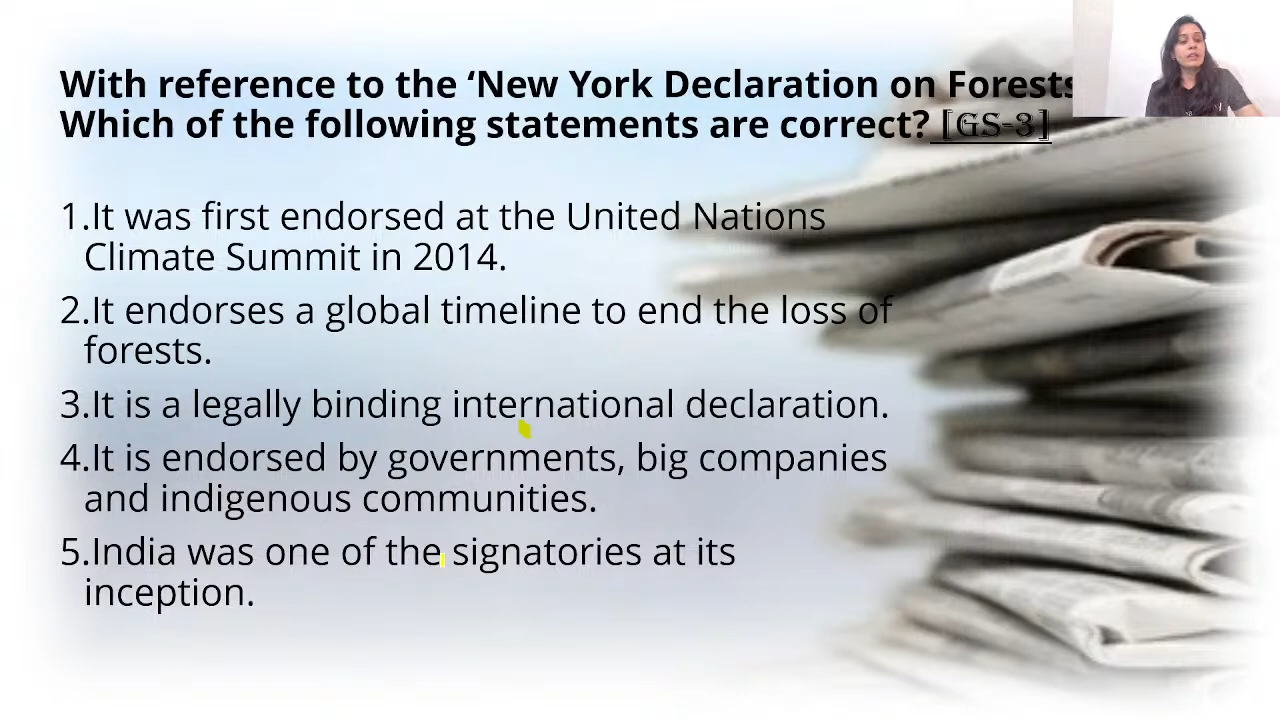 With reference to the ‘New York Declaration on Forests
Which of the following statements are correct? [GS-3]
1.It was first endorsed at the United Nations
Climate Summit in 2014.
2.It endorses a global timeline to end the loss of
forests.
3.It is a legally binding international declaration.
4.It is endorsed by governments, big companies
and indigenous communities.
5.India was one of the signatories at its
inception.